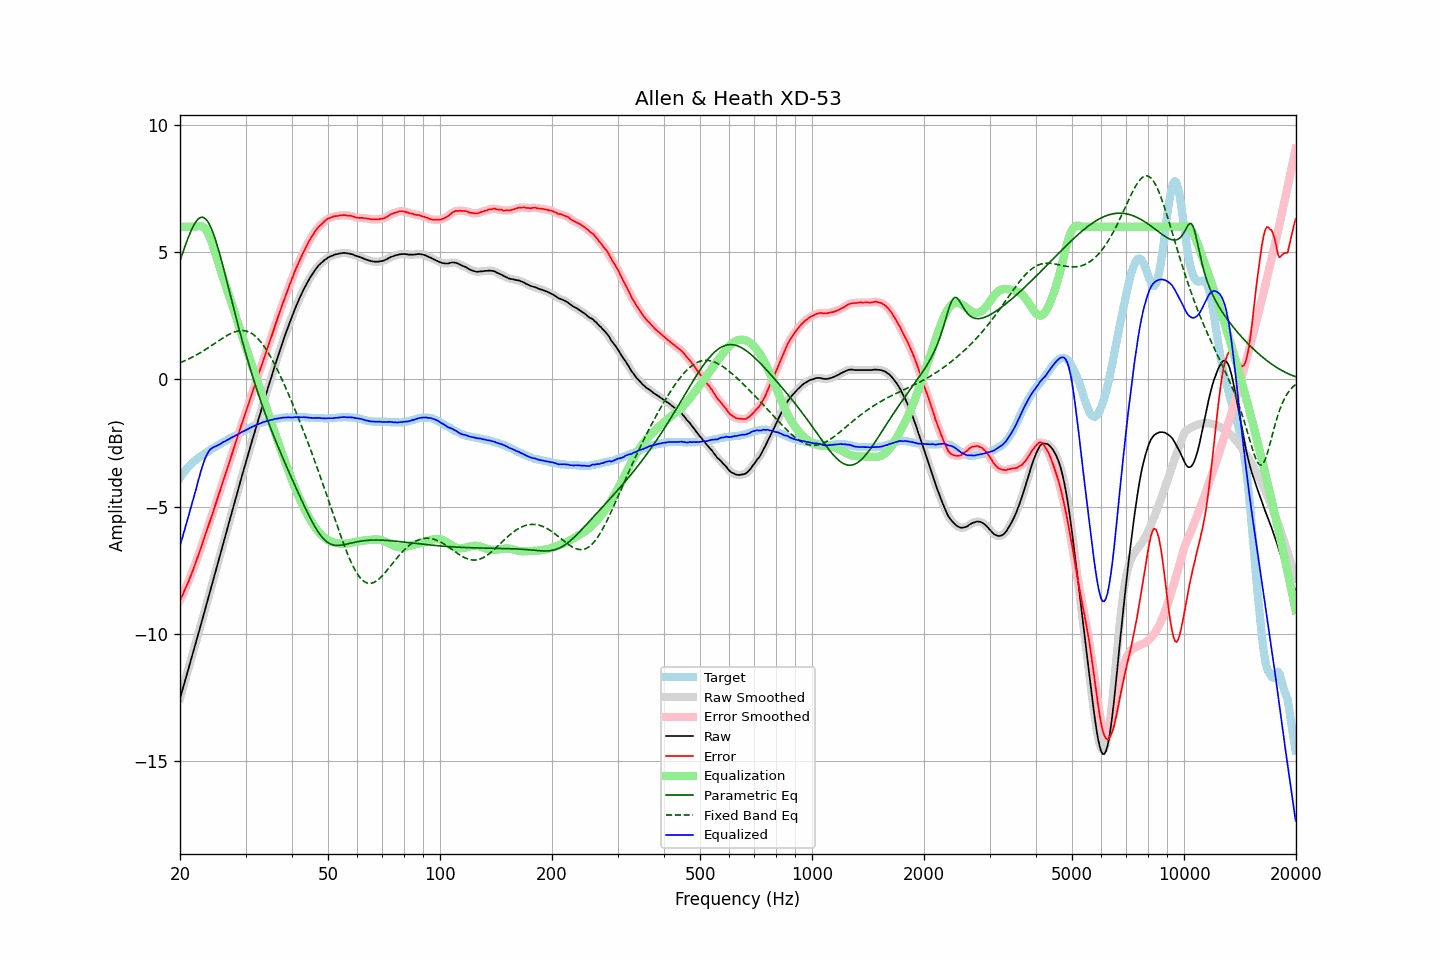 Allen & Heath XD-53
Amplitude (dBr)
10
5
0
−5
−10
−15
Target
Raw Smoothed
Error Smoothed
Raw
Error
Equalization
Parametric Eq
Fixed Band Eq
Equalized
20 50 100 200 500 1000 2000 5000 10000 20000
Frequency (Hz)